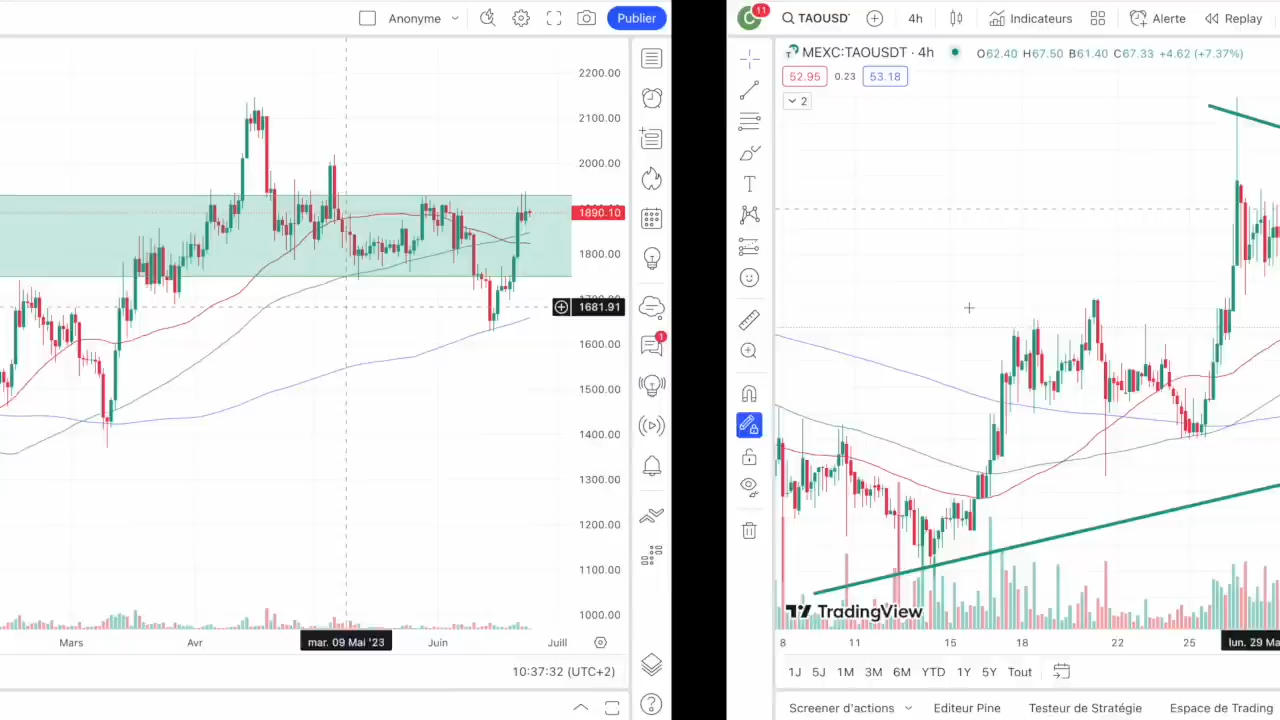 Anonyme
Publier
2200.00
2100.00
2000.00
1890.10
1800.00
1681.91
1600.00
1500.00
1400.00
1300.00
1200.00
1100.00
1000.00
Mars
Avr
mar. 09 Mai '23
Juin
Juill
10:37:32 (UTC+2)
1
11
TAOUSD
4h
Indicateurs
Alerte
Replay
MEXC:TAOUSDT · 4h
O62.40 H67.50 B61.40 C67.33 +4.62 (+7.37%)
52.95
0.23
53.18
2
TradingView
8
11
15
18
22
25
lun. 29 Ma
1J
5J
1M
3M
6M
YTD
1Y
5Y
Tout
Screener d'actions
Editeur Pine
Testeur de Stratégie
Espace de Trading